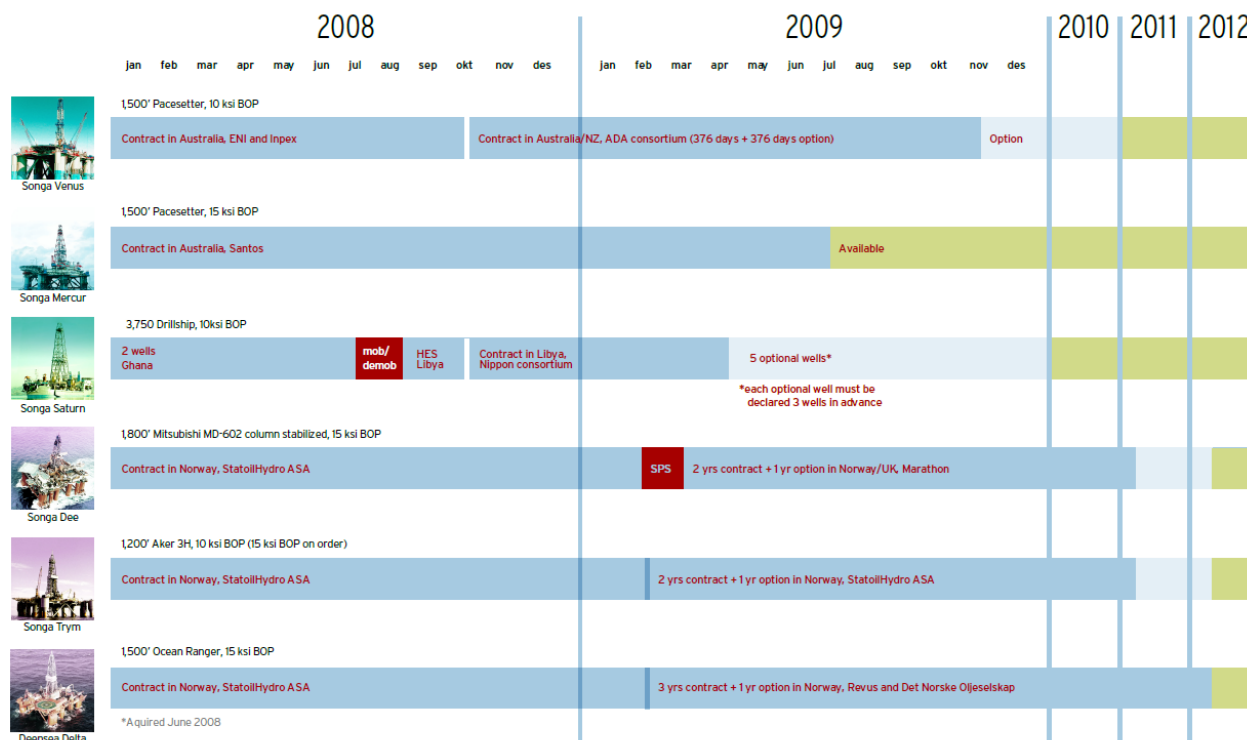 2008 2009 2010 2011 2012
jan feb mar apr may jun jul aug sep okt nov des jan feb mar apr may jun jul aug sep okt nov des
1,500' Pacesetter, 10 ksi BOP
Contract in Australia, ENI and Inpex
Contract in Australia/NZ, ADA consortium (376 days + 376 days option)
Option
Songa Venus
1,500' Pacesetter, 15 ksi BOP
Contract in Australia, Santos
Available
Songa Mercur
3,750 Drillship, 10ksi BOP
2 wells
Ghana
mob/
demob
HES
Libya
Contract in Libya,
Nippon consortium
5 optional wells*
*each optional well must be
declared 3 wells in advance
Songa Saturn
1,800' Mitsubishi MD-602 column stabilized, 15 ksi BOP
Contract in Norway, StatoilHydro ASA
SPS
2 yrs contract + 1 yr option in Norway/UK, Marathon
Songa Dee
1,200' Aker 3H, 10 ksi BOP (15 ksi BOP on order)
Contract in Norway, StatoilHydro ASA
2 yrs contract + 1 yr option in Norway, StatoilHydro ASA
Songa Trym
1,500' Ocean Ranger, 15 ksi BOP
Contract in Norway, StatoilHydro ASA
3 yrs contract + 1 yr option in Norway, Revus and Det Norske Oljeselskap
*Aquired June 2008
Deepsea Delta